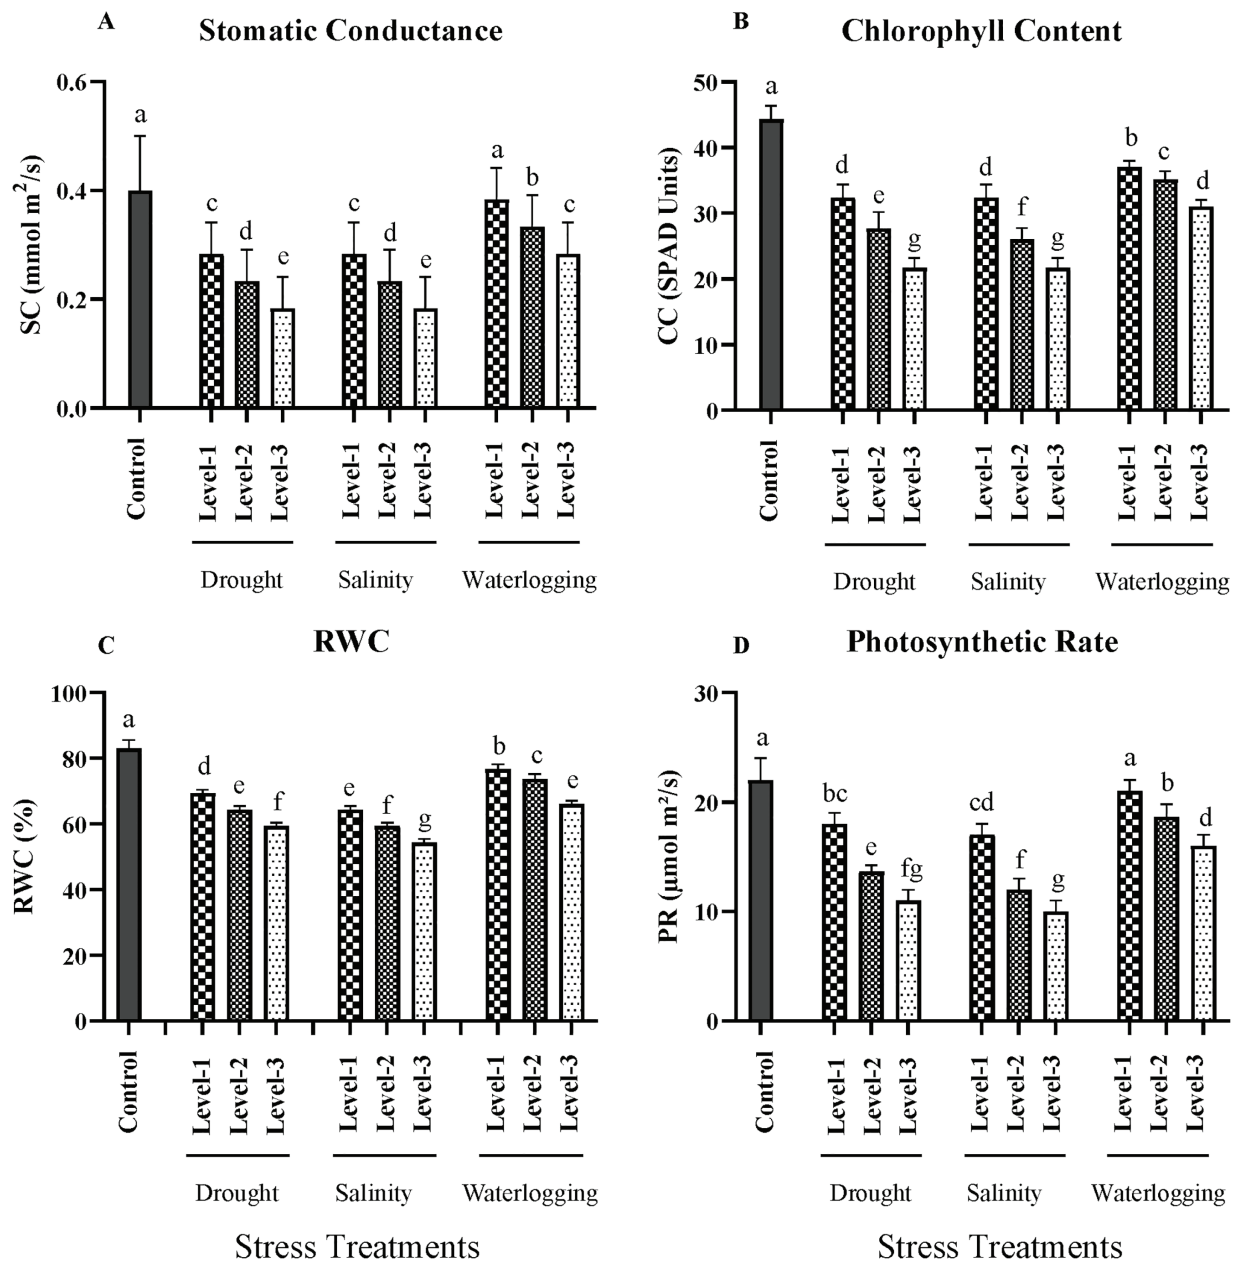 A Stomatic Conductance
SC (mmol m²/s)
0.6
0.4
0.2
0.0
a
c d e
c d e
a b c
Control Level-1 Level-2 Level-3 Level-1 Level-2 Level-3 Level-1 Level-2 Level-3
Drought Salinity Waterlogging
B Chlorophyll Content
CC (SPAD Units)
50
40
30
20
10
0
a
d e g
d f g
b c d
Control Level-1 Level-2 Level-3 Level-1 Level-2 Level-3 Level-1 Level-2 Level-3
Drought Salinity Waterlogging
C RWC
RWC (%)
100
80
60
40
20
0
a
d e f
e f g
b c e
Control Level-1 Level-2 Level-3 Level-1 Level-2 Level-3 Level-1 Level-2 Level-3
Drought Salinity Waterlogging
Stress Treatments
D Photosynthetic Rate
PR (µmol m²/s)
30
20
10
0
a
bc e fg
cd f g
a b d
Control Level-1 Level-2 Level-3 Level-1 Level-2 Level-3 Level-1 Level-2 Level-3
Drought Salinity Waterlogging
Stress Treatments